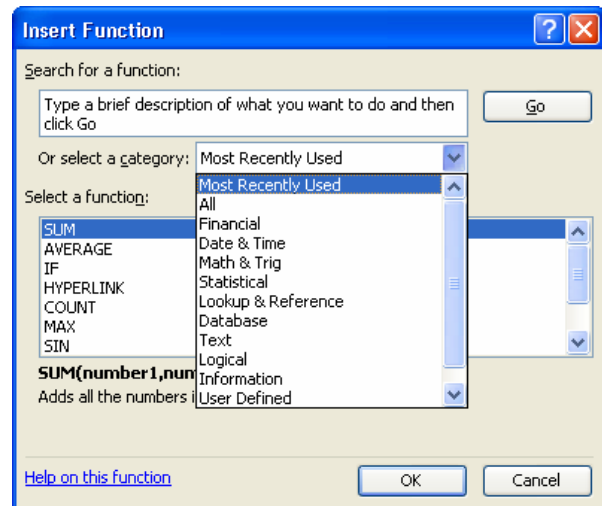 Insert Function
Search for a function:
Type a brief description of what you want to do and then
click Go
Go
Or select a category: Most Recently Used
Most Recently Used
All
Financial
Date & Time
Math & Trig
Statistical
Lookup & Reference
Database
Text
Logical
Information
User Defined
Select a function:
SUM
AVERAGE
IF
HYPERLINK
COUNT
MAX
SIN
SUM(number1,num
Adds all the numbers i
Help on this function
OK
Cancel